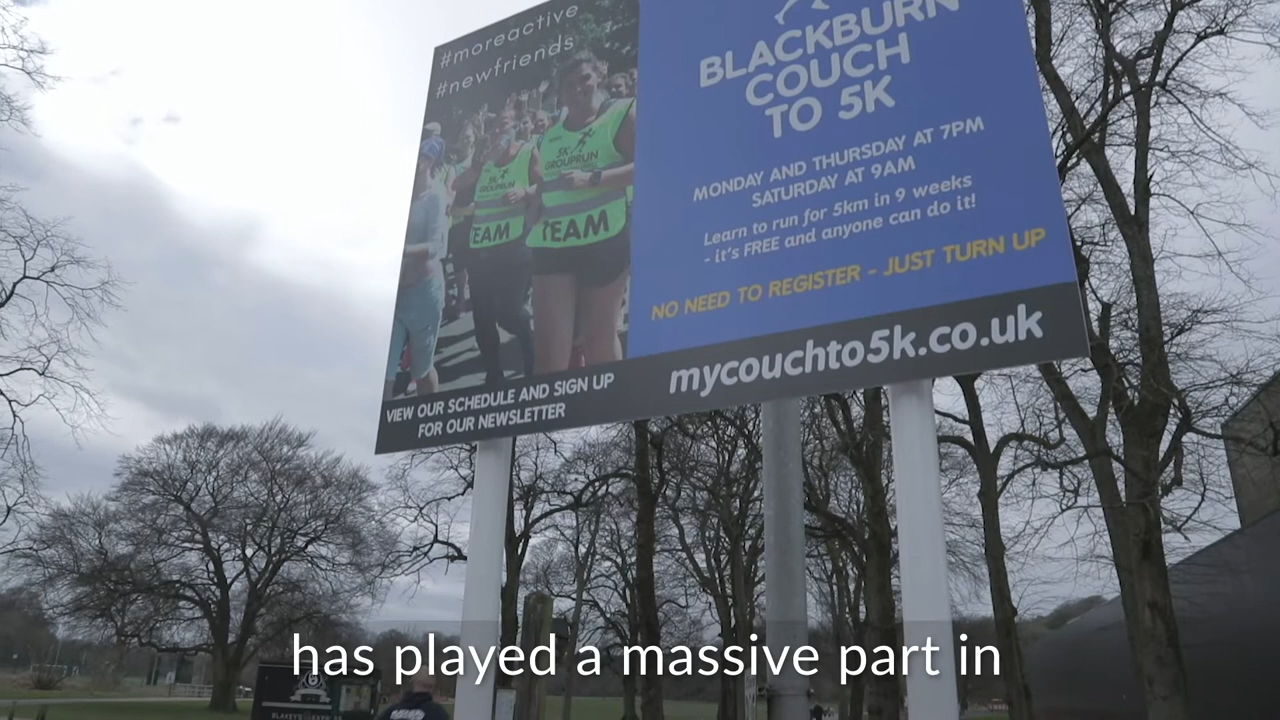 #moreactive
#newfriends
5K
GROUPRUN
TEAM
5K
GROUPRUN
TEAM
VIEW OUR SCHEDULE AND SIGN UP
FOR OUR NEWSLETTER
BLACKBURN
COUCH
TO 5K
MONDAY AND THURSDAY AT 7PM
SATURDAY AT 9AM
Learn to run for 5km in 9 weeks
- it's FREE and anyone can do it!
NO NEED TO REGISTER - JUST TURN UP
mycouchto5k.co.uk
has played a massive part in